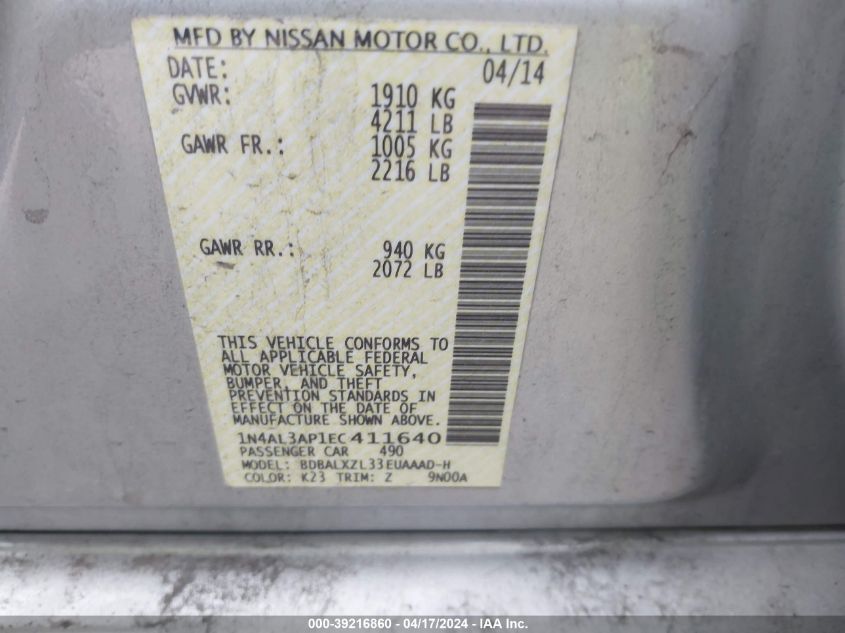 MFD BY NISSAN MOTOR CO., LTD.
DATE: 04/14
GVWR: 1910 KG
4211 LB
GAWR FR.: 1005 KG
2216 LB
GAWR RR.: 940 KG
2072 LB
THIS VEHICLE CONFORMS TO
ALL APPLICABLE FEDERAL
MOTOR VEHICLE SAFETY,
BUMPER, AND THEFT
PREVENTION STANDARDS IN
EFFECT ON THE DATE OF
MANUFACTURE SHOWN ABOVE.
1N4AL3AP1EC411640
PASSENGER CAR 490
MODEL: BDBALXZL33EUAAAD-H
COLOR: K23 TRIM: Z 9N00A
000-39216860 - 04/17/2024 - IAA Inc.